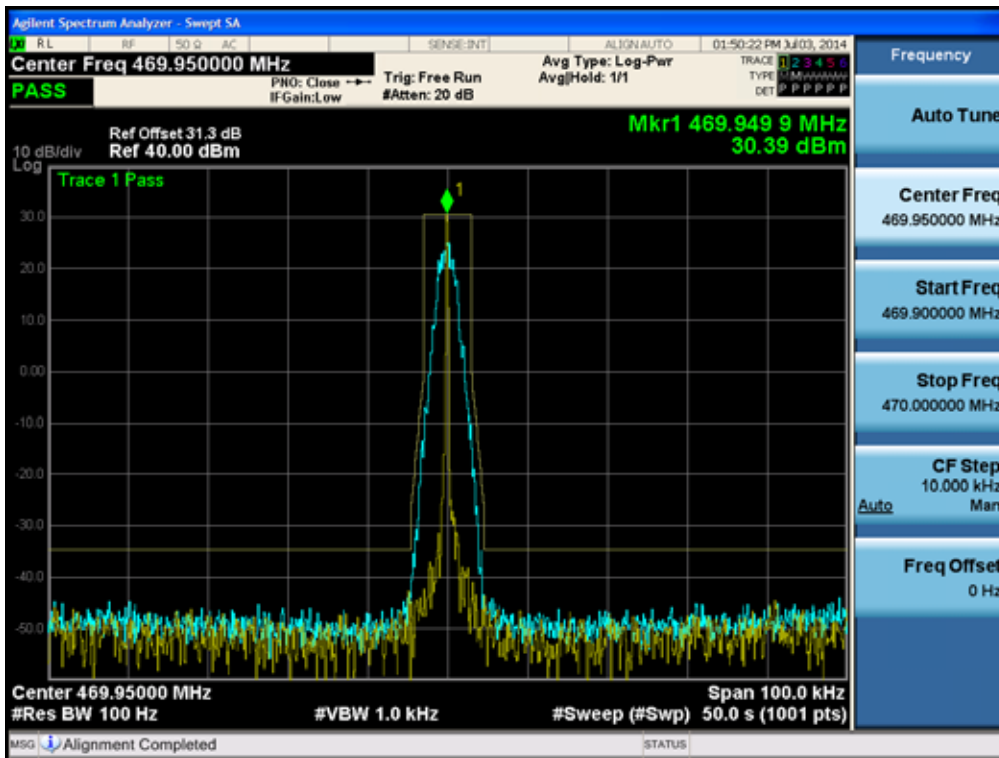 Agilent Spectrum Analyzer - Swept SA
LXI RL RF 50 Ω AC SENSE:INT ALIGNAUTO 01:50:22 PM Jul 03, 2014
Center Freq 469.950000 MHz
PASS
PNO: Close
IFGain:Low
Trig: Free Run
#Atten: 20 dB
Avg Type: Log-Pwr
Avg|Hold: 1/1
TRACE 1 2 3 4 5 6
TYPE M M W W W W
DET P P P P P P
Ref Offset 31.3 dB
10 dB/div Ref 40.00 dBm
Log
Mkr1 469.949 9 MHz
30.39 dBm
Trace 1 Pass
1
30.0
20.0
10.0
0.00
-10.0
-20.0
-30.0
-40.0
-50.0
Center 469.95000 MHz Span 100.0 kHz
#Res BW 100 Hz #VBW 1.0 kHz #Sweep (#Swp) 50.0 s (1001 pts)
MSG Alignment Completed STATUS
Frequency
Auto Tune
Center Freq
469.950000 MHz
Start Freq
469.900000 MHz
Stop Freq
470.000000 MHz
CF Step
10.000 kHz
Auto Man
Freq Offset
0 Hz